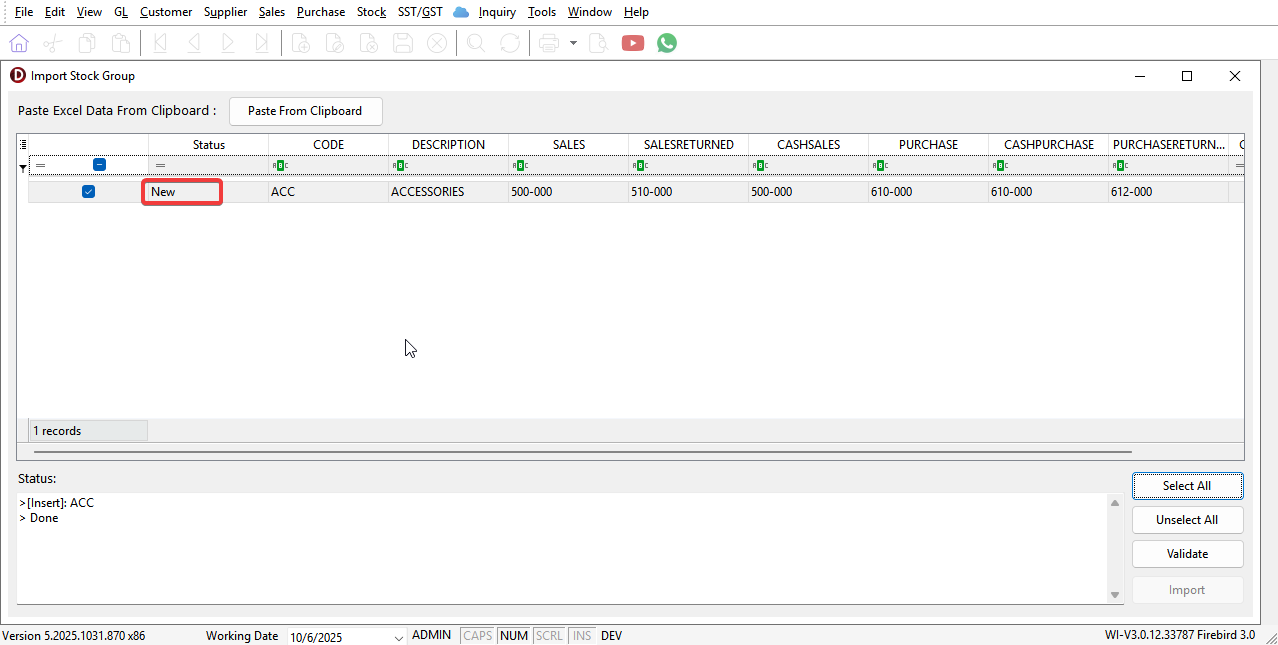 File Edit View GL Customer Supplier Sales Purchase Stock SST/GST Inquiry Tools Window Help
Import Stock Group
Paste Excel Data From Clipboard : Paste From Clipboard
Status CODE DESCRIPTION SALES SALESRETURNED CASHSALES PURCHASE CASHPURCHASE PURCHASERETURN...
New ACC ACCESSORIES 500-000 510-000 500-000 610-000 610-000 612-000
1 records
Status:
>[Insert]: ACC
> Done
Select All
Unselect All
Validate
Import
Version 5.2025.1031.870 x86 Working Date 10/6/2025 ADMIN CAPS NUM SCRL INS DEV WI-V3.0.12.33787 Firebird 3.0